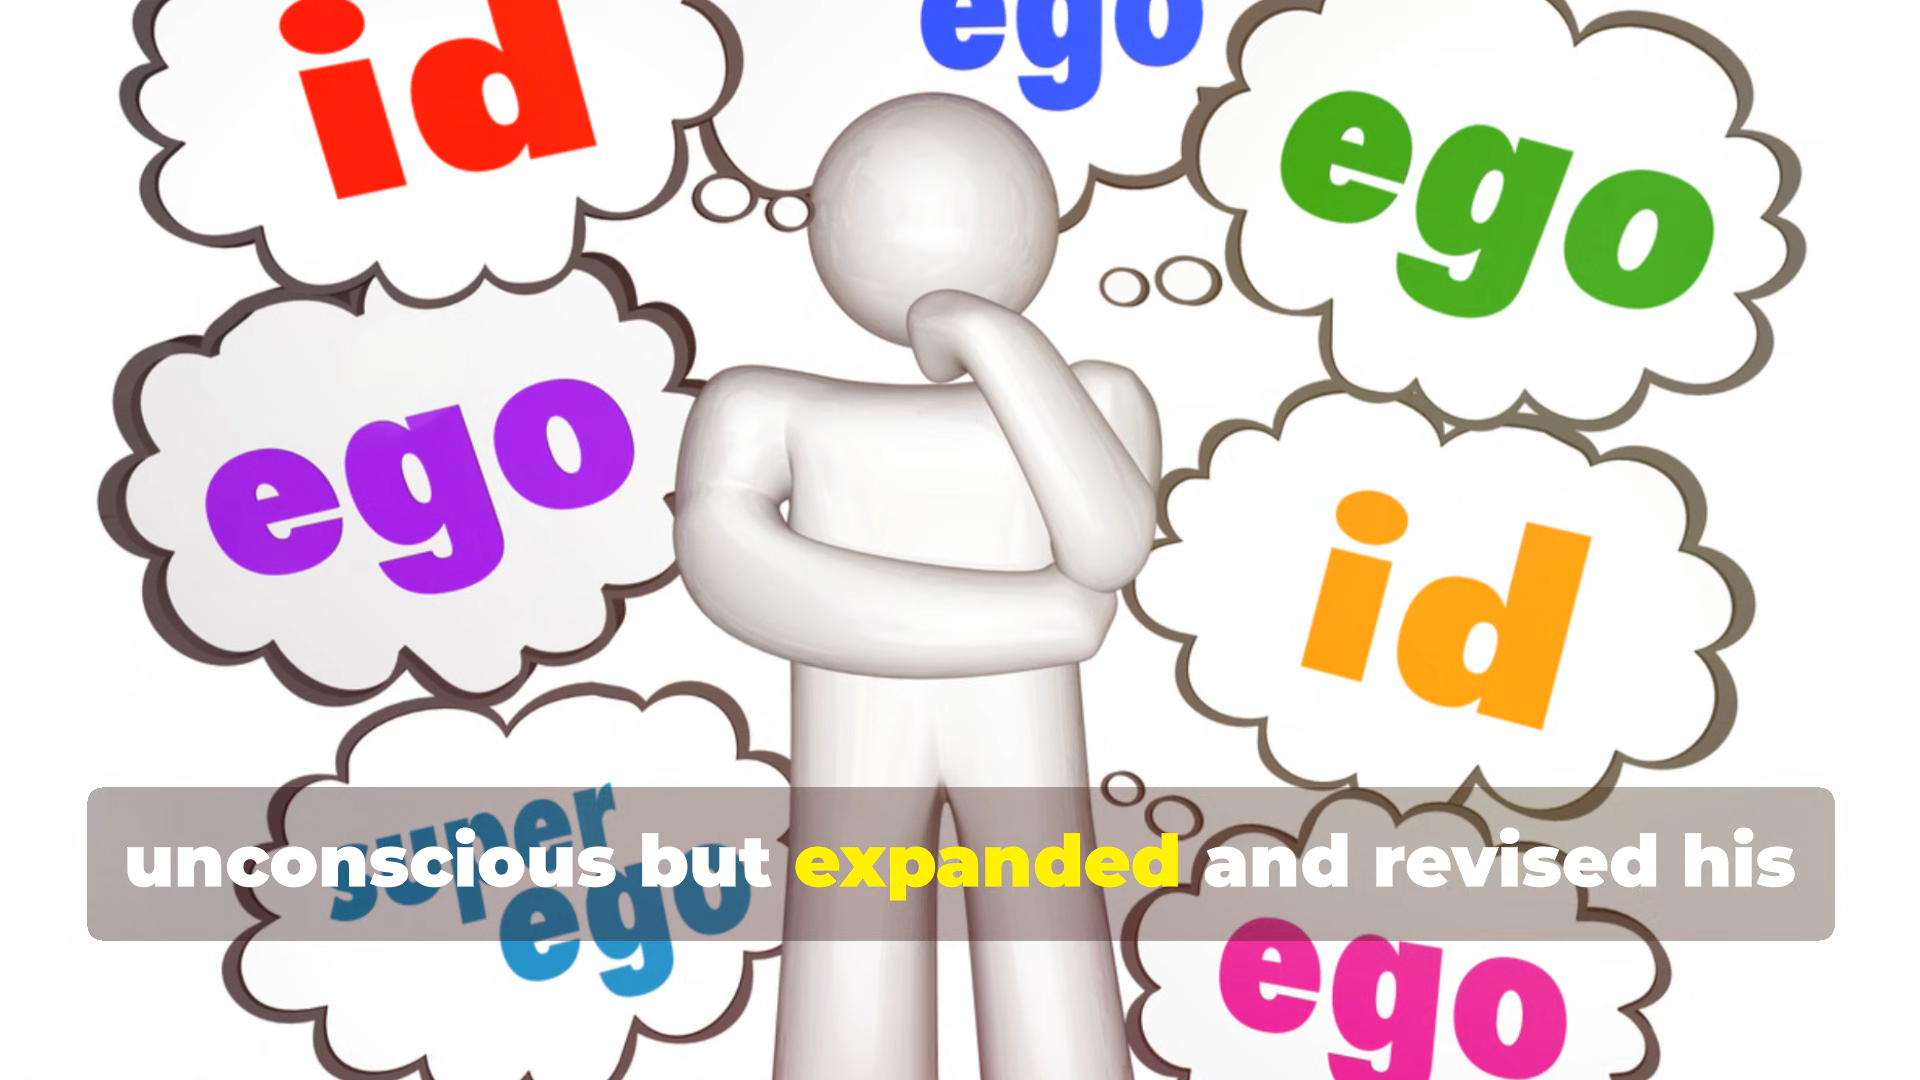 id
ego
ego
ego
id
super
ego
unconscious but expanded and revised his
ego